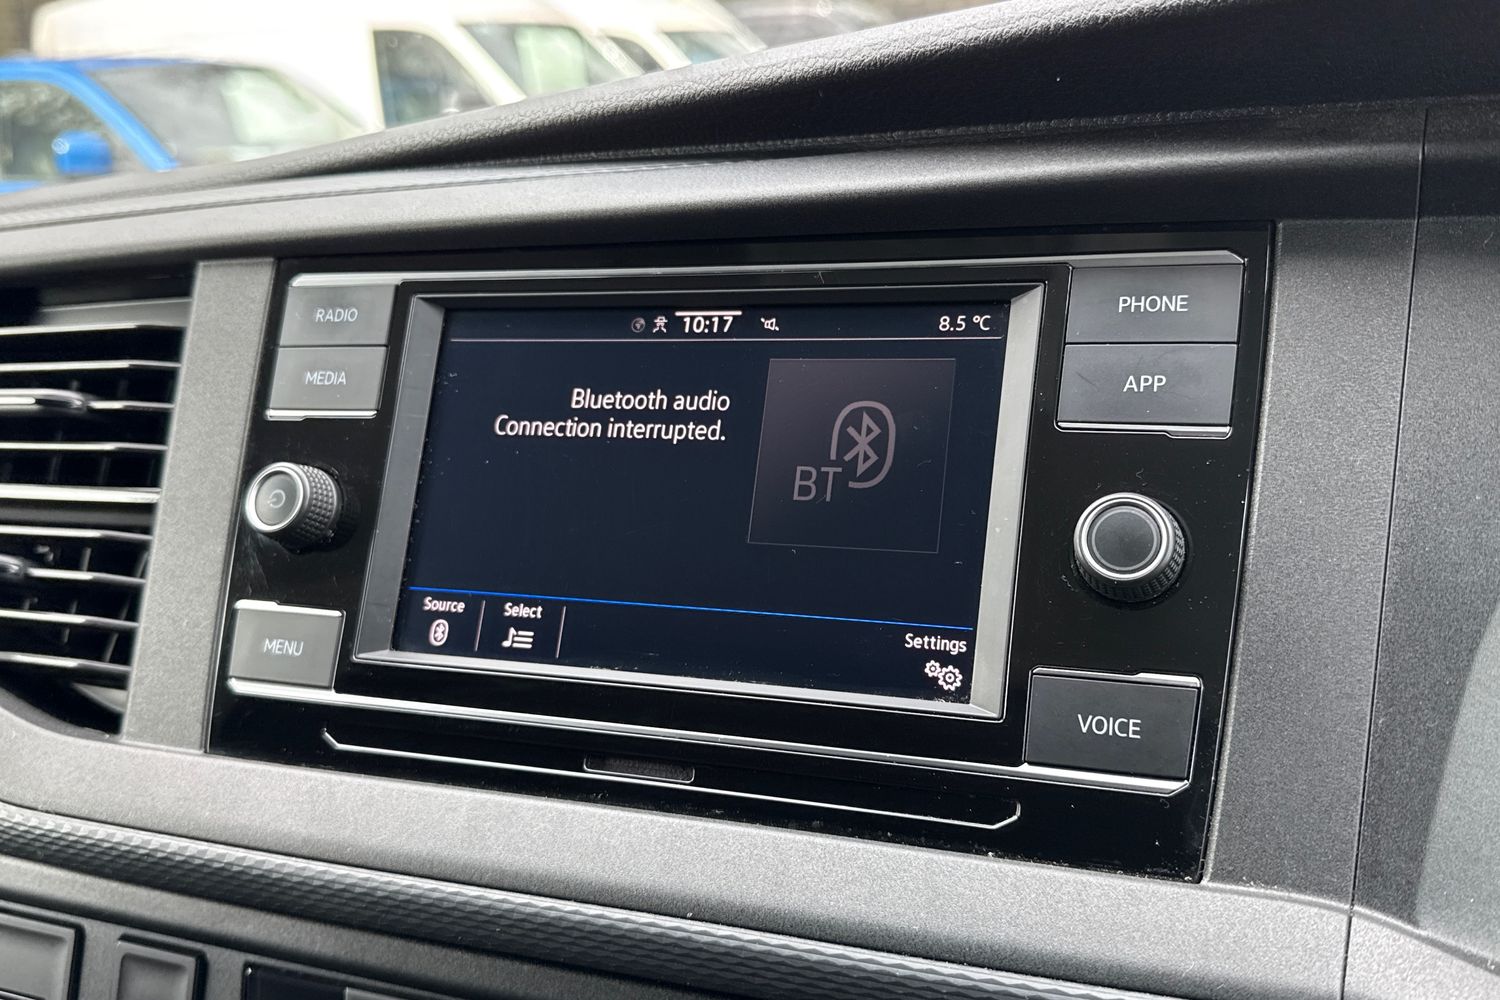 RADIO
MEDIA
MENU
10:17
8.5 °C
Bluetooth audio
Connection interrupted.
BT
Source
Select
Settings
PHONE
APP
VOICE